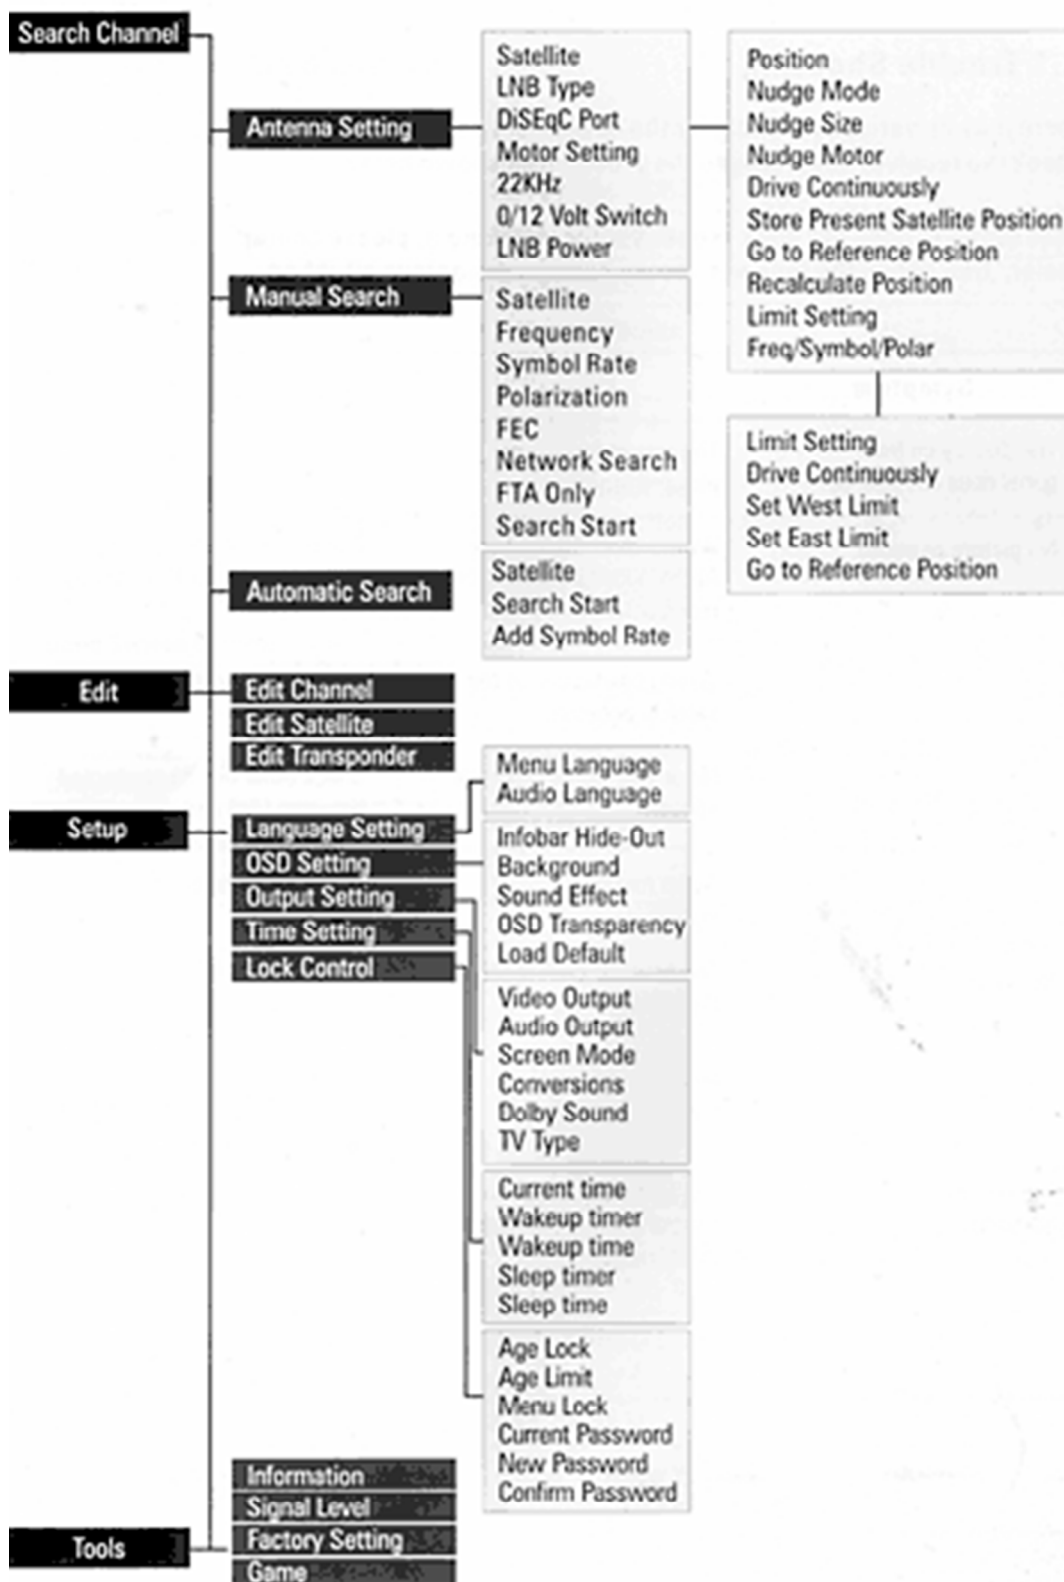 Search Channel
Antenna Setting
Satellite
LNB Type
DiSEqC Port
Motor Setting
22KHz
0/12 Volt Switch
LNB Power
Position
Nudge Mode
Nudge Size
Nudge Motor
Drive Continuously
Store Present Satellite Position
Go to Reference Position
Recalculate Position
Limit Setting
Freq/Symbol/Polar
Limit Setting
Drive Continuously
Set West Limit
Set East Limit
Go to Reference Position
Manual Search
Satellite
Frequency
Symbol Rate
Polarization
FEC
Network Search
FTA Only
Search Start
Automatic Search
Satellite
Search Start
Add Symbol Rate
Edit
Edit Channel
Edit Satellite
Edit Transponder
Setup
Language Setting
OSD Setting
Output Setting
Time Setting
Lock Control
Menu Language
Audio Language
Infobar Hide-Out
Background
Sound Effect
OSD Transparency
Load Default
Video Output
Audio Output
Screen Mode
Conversions
Dolby Sound
TV Type
Current time
Wakeup timer
Wakeup time
Sleep timer
Sleep time
Age Lock
Age Limit
Menu Lock
Current Password
New Password
Confirm Password
Tools
Information
Signal Level
Factory Setting
Game